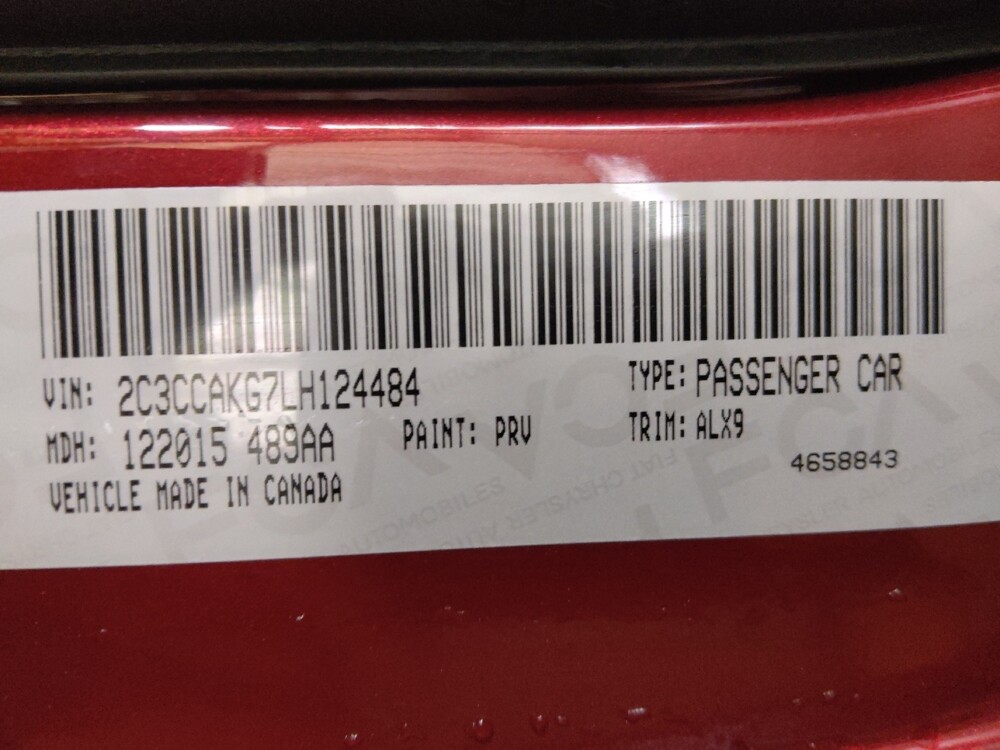 VIN: 2C3CCAKG7LH124484 TYPE: PASSENGER CAR
MDH: 122015 489AA PAINT: PRV TRIM: ALX9
4658843
VEHICLE MADE IN CANADA